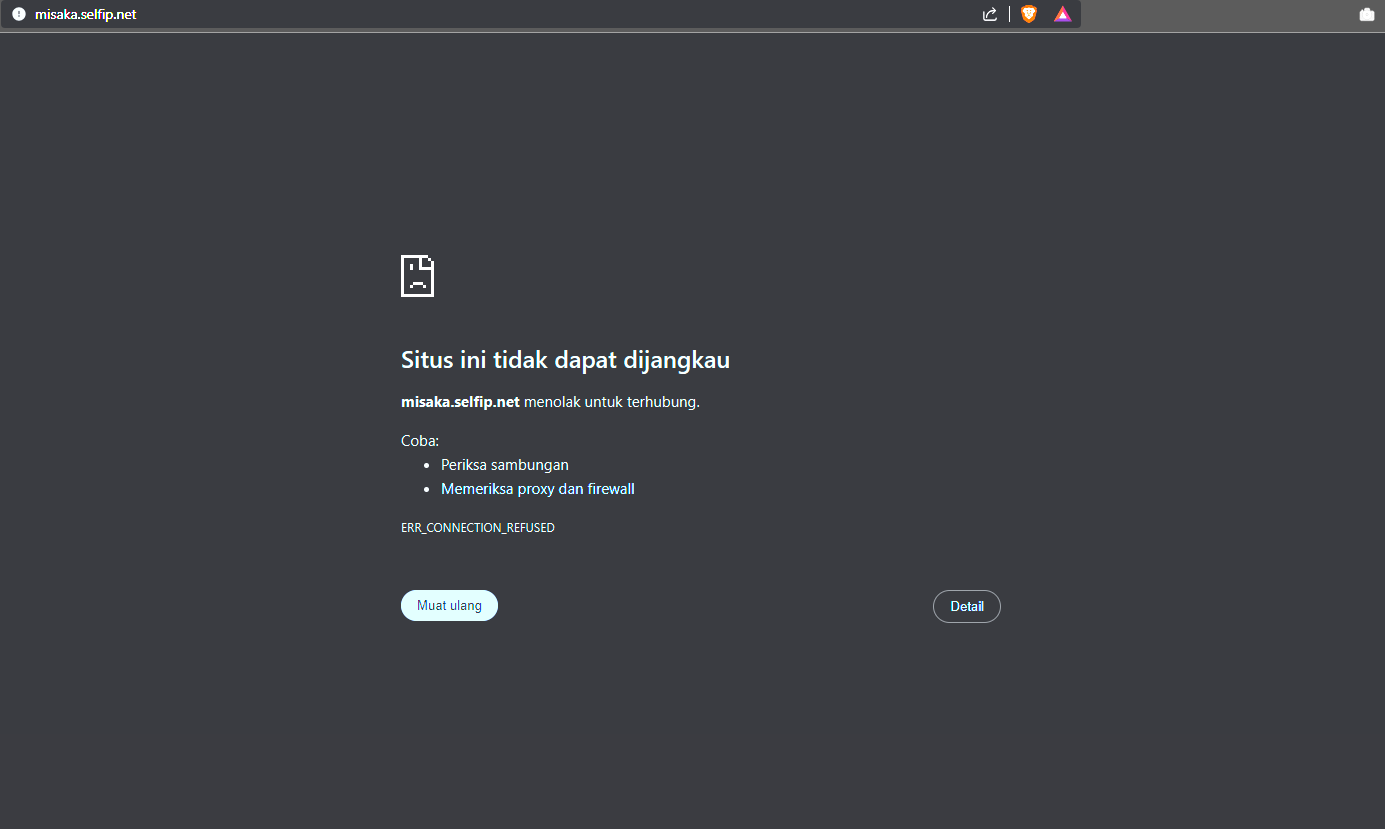 misaka.selfip.net
Situs ini tidak dapat dijangkau
misaka.selfip.net menolak untuk terhubung.
Coba:
• Periksa sambungan
• Memeriksa proxy dan firewall
ERR_CONNECTION_REFUSED
Muat ulang
Detail